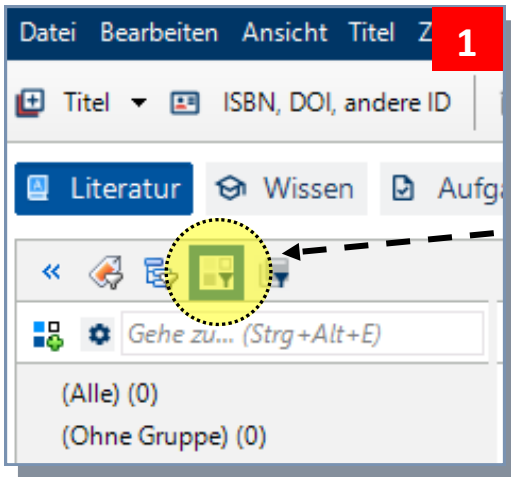 Datei Bearbeiten Ansicht Titel Z
1
Titel ISBN, DOI, andere ID
Literatur Wissen Aufga
Gehe zu... (Strg+Alt+E)
(Alle) (0)
(Ohne Gruppe) (0)